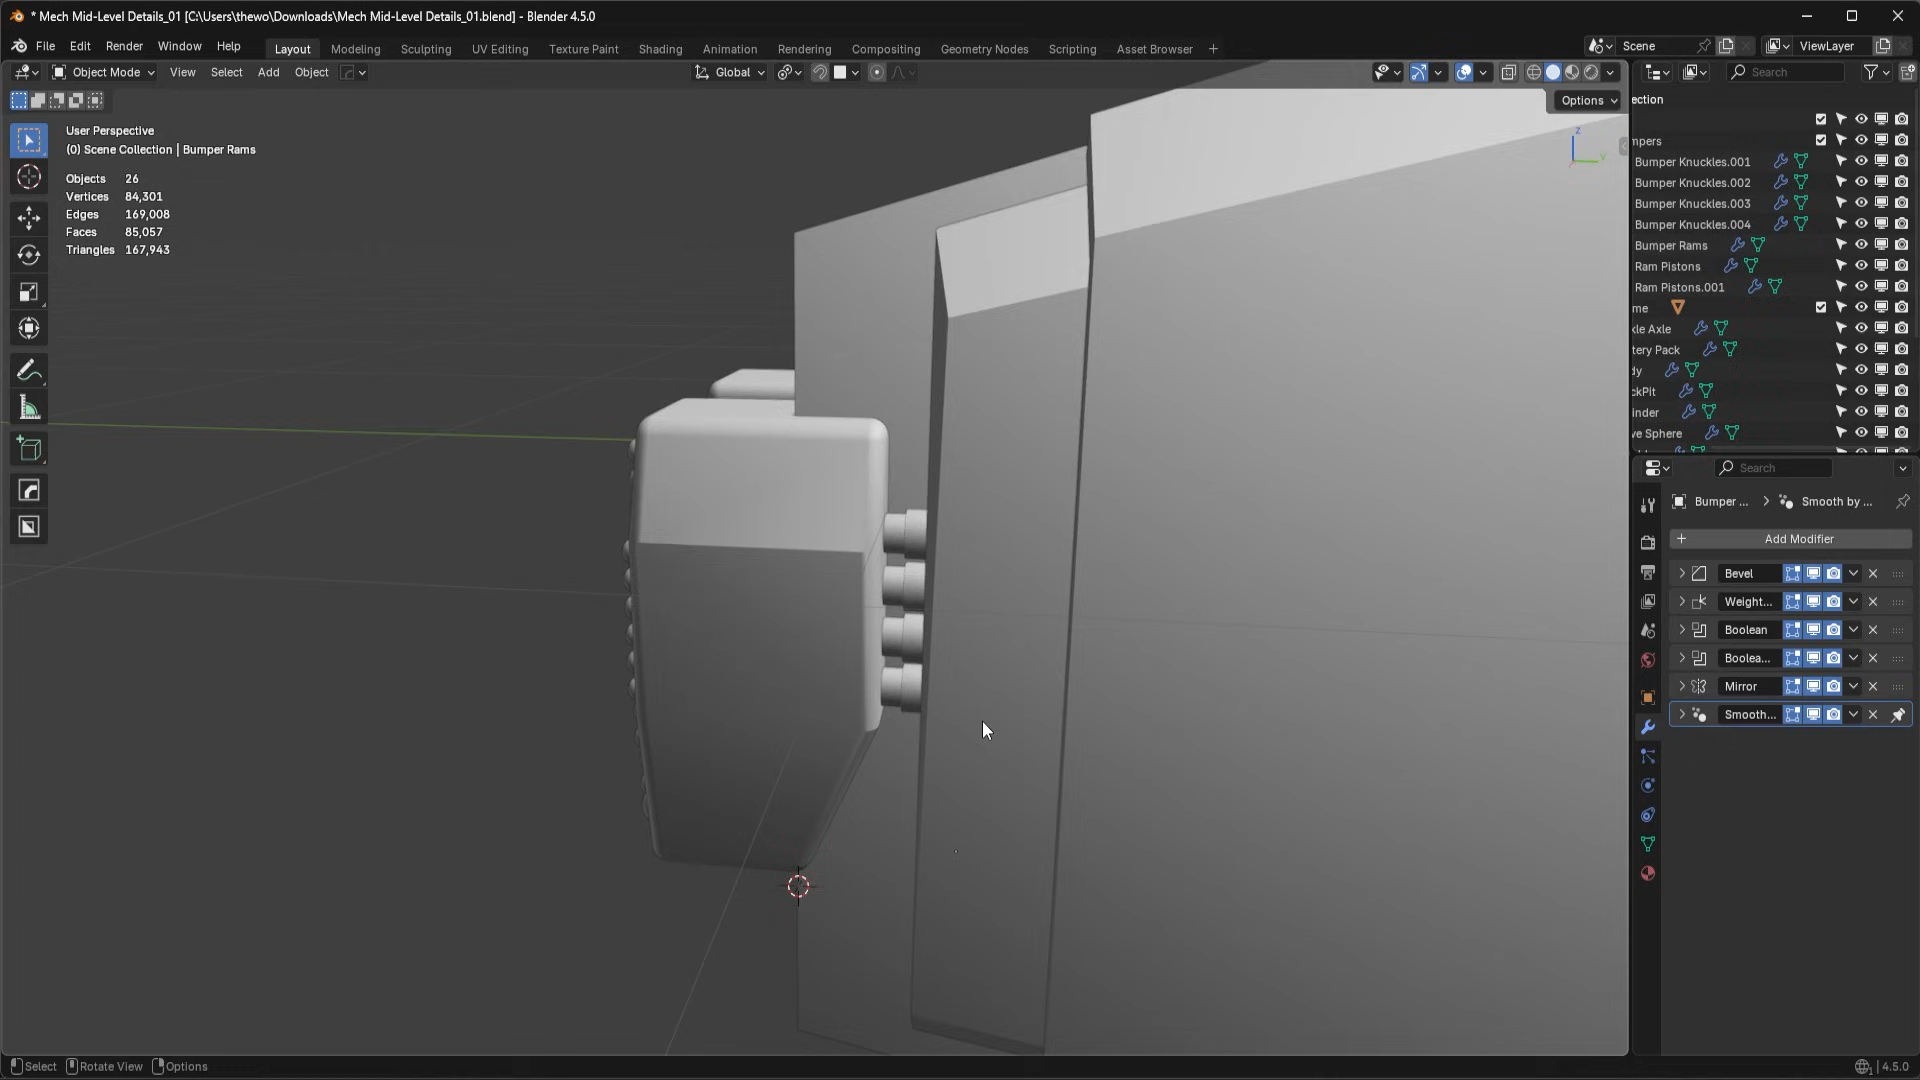 * Mech Mid-Level Details_01 [C:\Users\thewo\Downloads\Mech Mid-Level Details_01.blend] - Blender 4.5.0
File Edit Render Window Help Layout Modeling Sculpting UV Editing Texture Paint Shading Animation Rendering Compositing Geometry Nodes Scripting Asset Browser + Scene ViewLayer
Object Mode View Select Add Object Global Search
Options
User Perspective
(0) Scene Collection | Bumper Rams
Objects 26
Vertices 84,301
Edges 169,008
Faces 85,057
Triangles 167,943
Z
Y
ection
mpers
Bumper Knuckles.001
Bumper Knuckles.002
Bumper Knuckles.003
Bumper Knuckles.004
Bumper Rams
Ram Pistons
Ram Pistons.001
me
kle Axle
tery Pack
dy
ckPit
inder
ve Sphere
Search
Bumper ... > Smooth by ...
+ Add Modifier
Bevel
Weight...
Boolean
Boolea...
Mirror
Smooth...
Select Rotate View Options 4.5.0